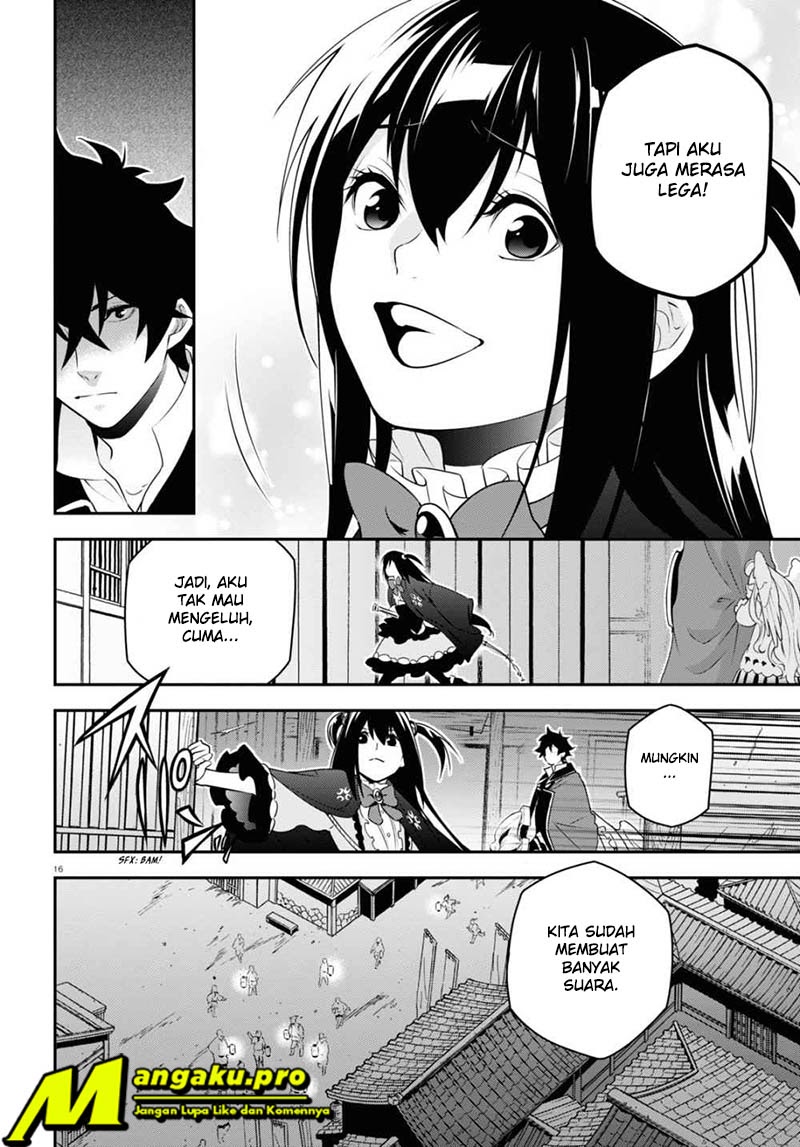 TAPI AKU
JUGA MERASA
LEGA!
JADI, AKU
TAK MAU
MENGELUH,
CUMA...
MUNGKIN
...
SFX: BAM!
16
KITA SUDAH
MEMBUAT
BANYAK
SUARA.
Mangaku.pro
Jangan Lupa Like dan Komennya